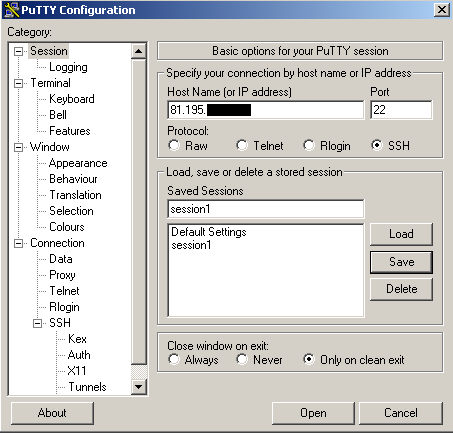 PuTTY Configuration
Category:
Session
Logging
Terminal
Keyboard
Bell
Features
Window
Appearance
Behaviour
Translation
Selection
Colours
Connection
Data
Proxy
Telnet
Rlogin
SSH
Kex
Auth
X11
Tunnels
Basic options for your PuTTY session
Specify your connection by host name or IP address
Host Name (or IP address) Port
81.195. 22
Protocol:
Raw Telnet Rlogin SSH
Load, save or delete a stored session
Saved Sessions
session1
Default Settings
session1
Load
Save
Delete
Close window on exit:
Always Never Only on clean exit
About Open Cancel